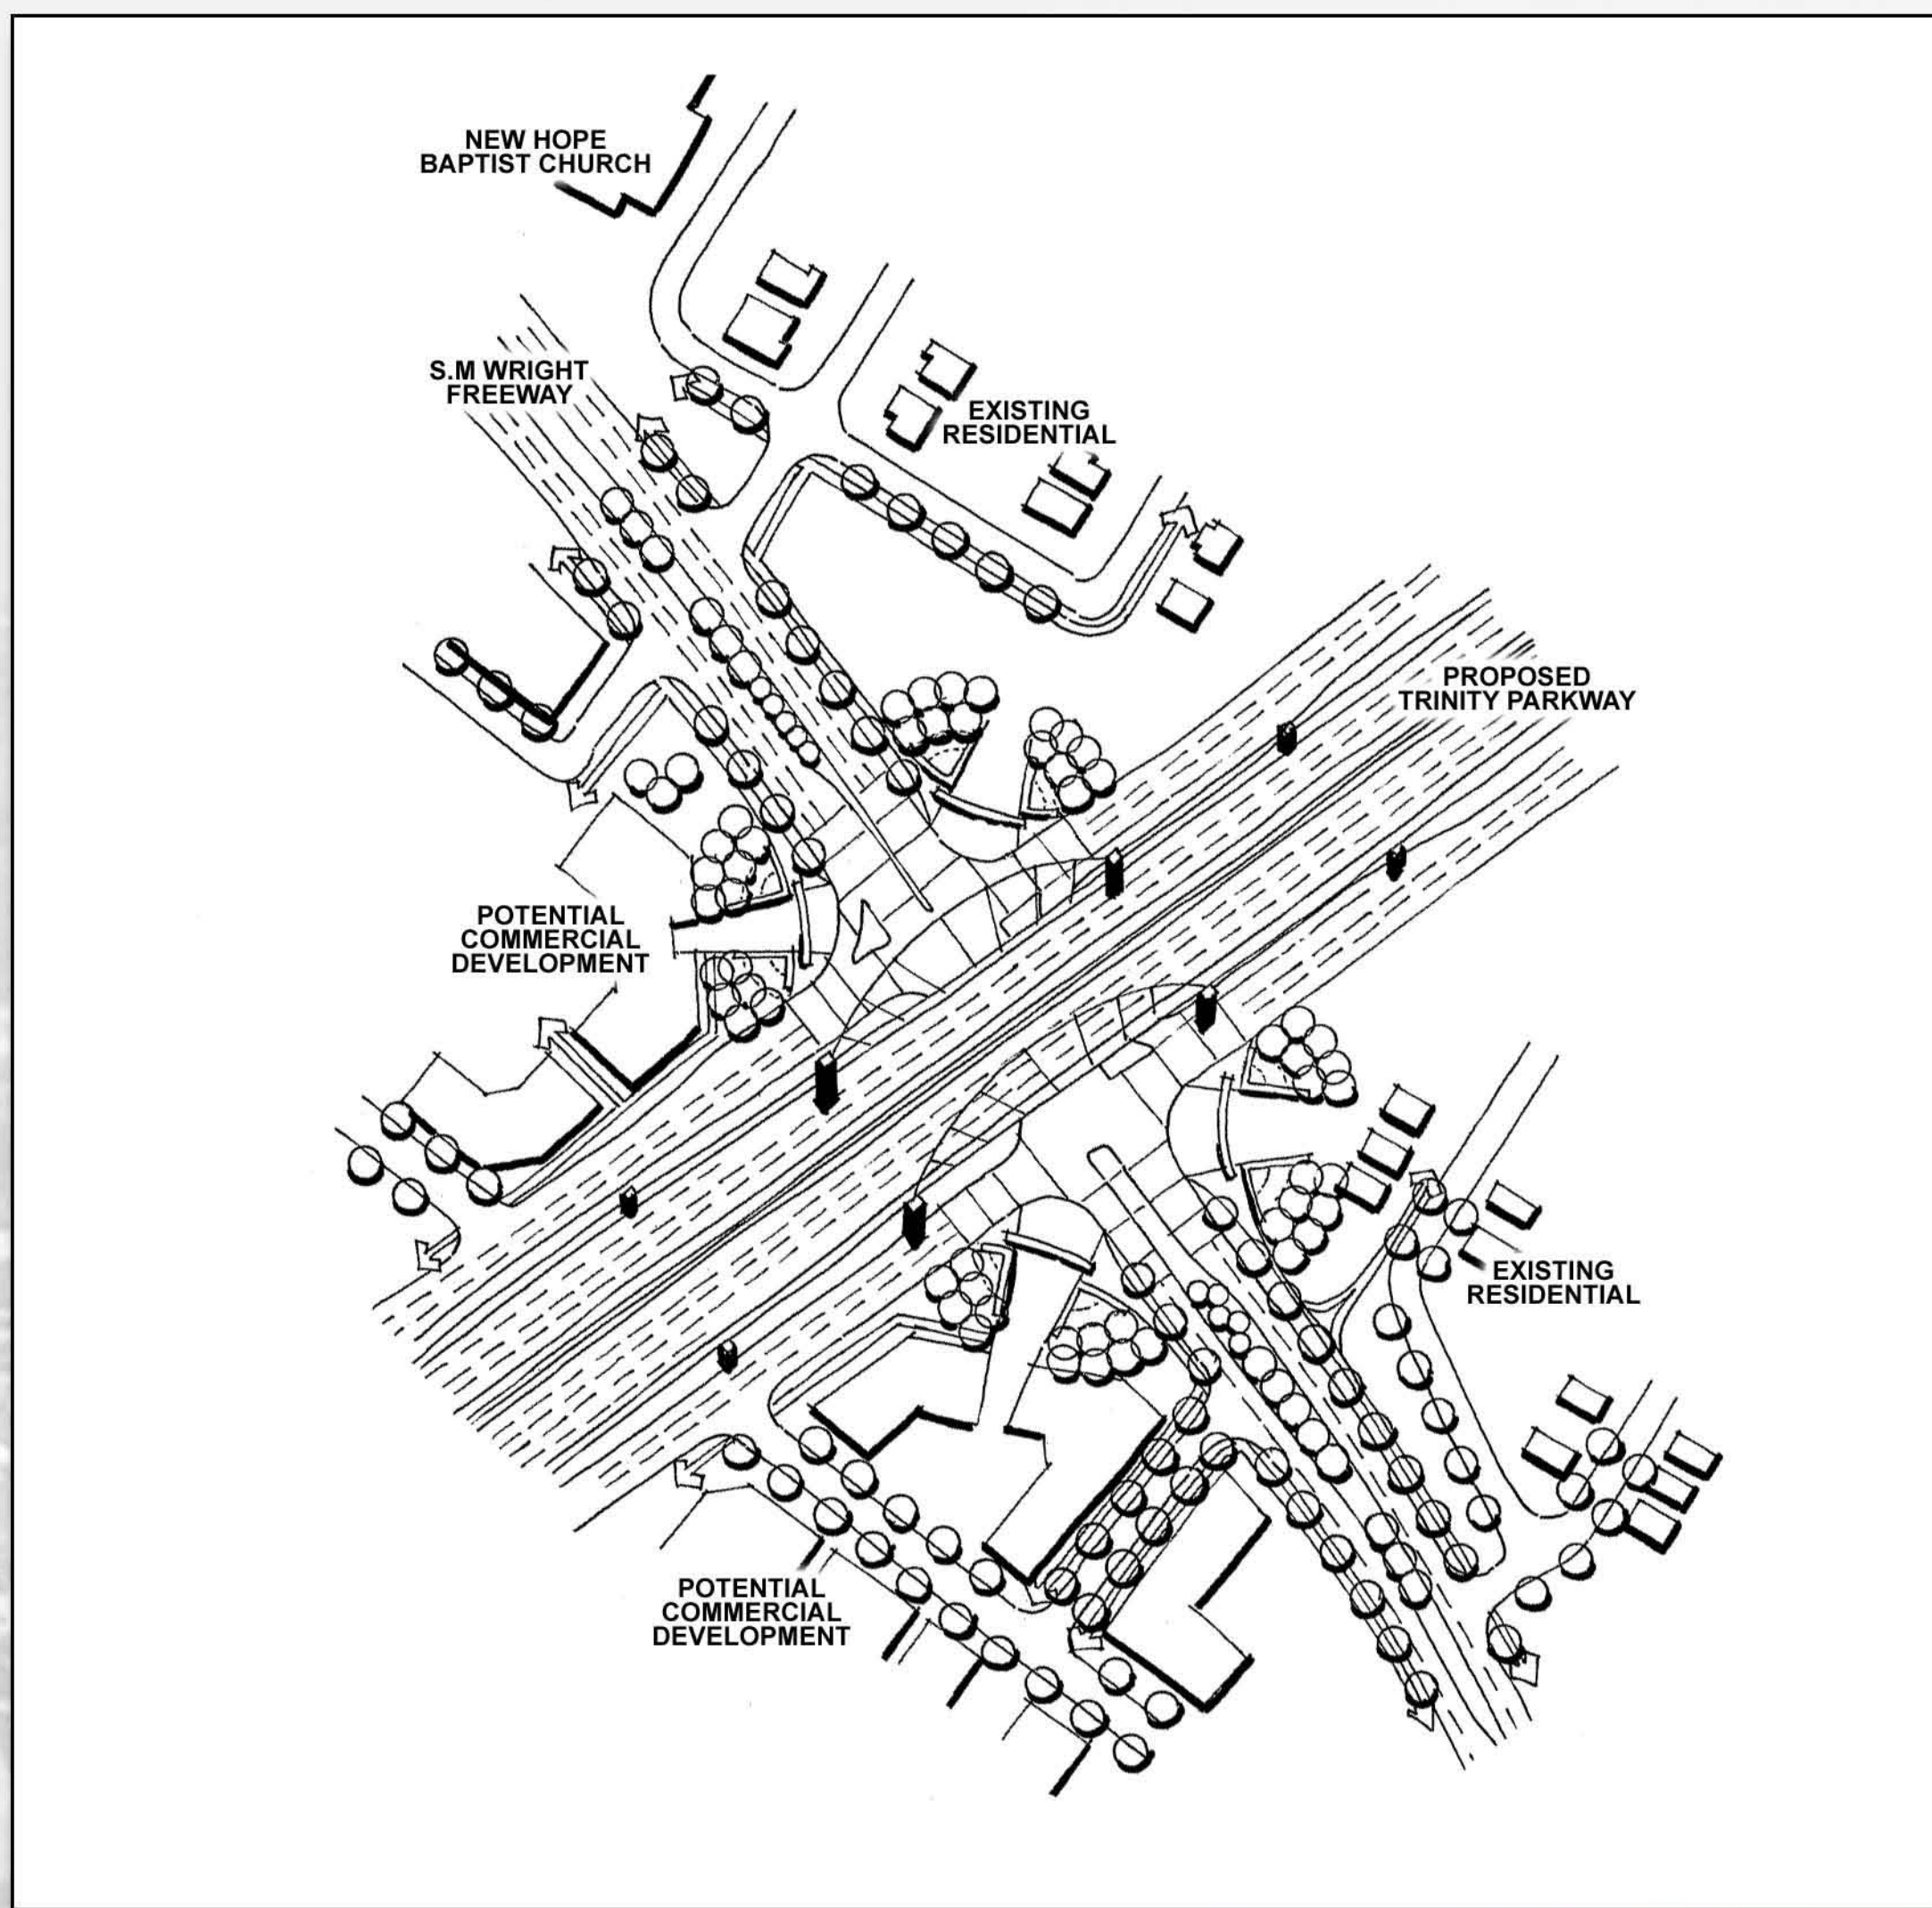 NEW HOPE
BAPTIST CHURCH
S.M WRIGHT
FREEWAY
EXISTING
RESIDENTIAL
PROPOSED
TRINITY PARKWAY
POTENTIAL
COMMERCIAL
DEVELOPMENT
EXISTING
RESIDENTIAL
POTENTIAL
COMMERCIAL
DEVELOPMENT